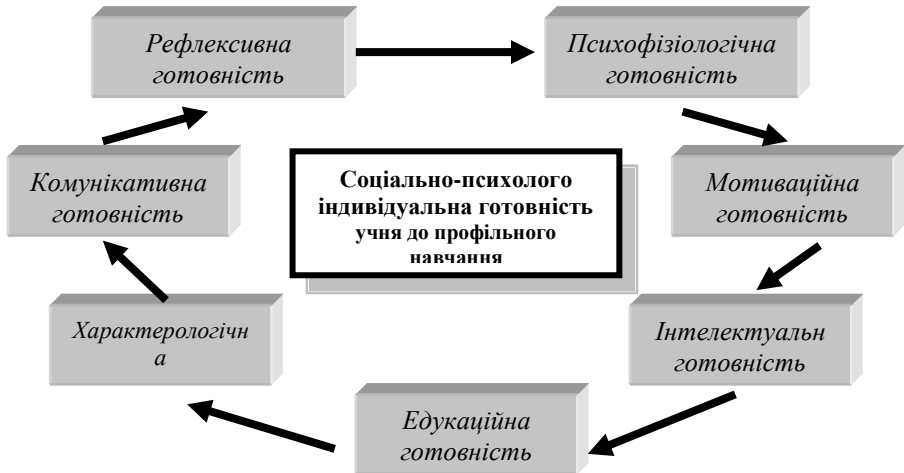 Рефлексивна
готовність
Психофізіологічна
готовність
Комунікативна
готовність
Соціально-психолого
індивідуальна готовність
учня до профільного
навчання
Мотиваційна
готовність
Характерологічн
а
Інтелектуальн
готовність
Едукаційна
готовність